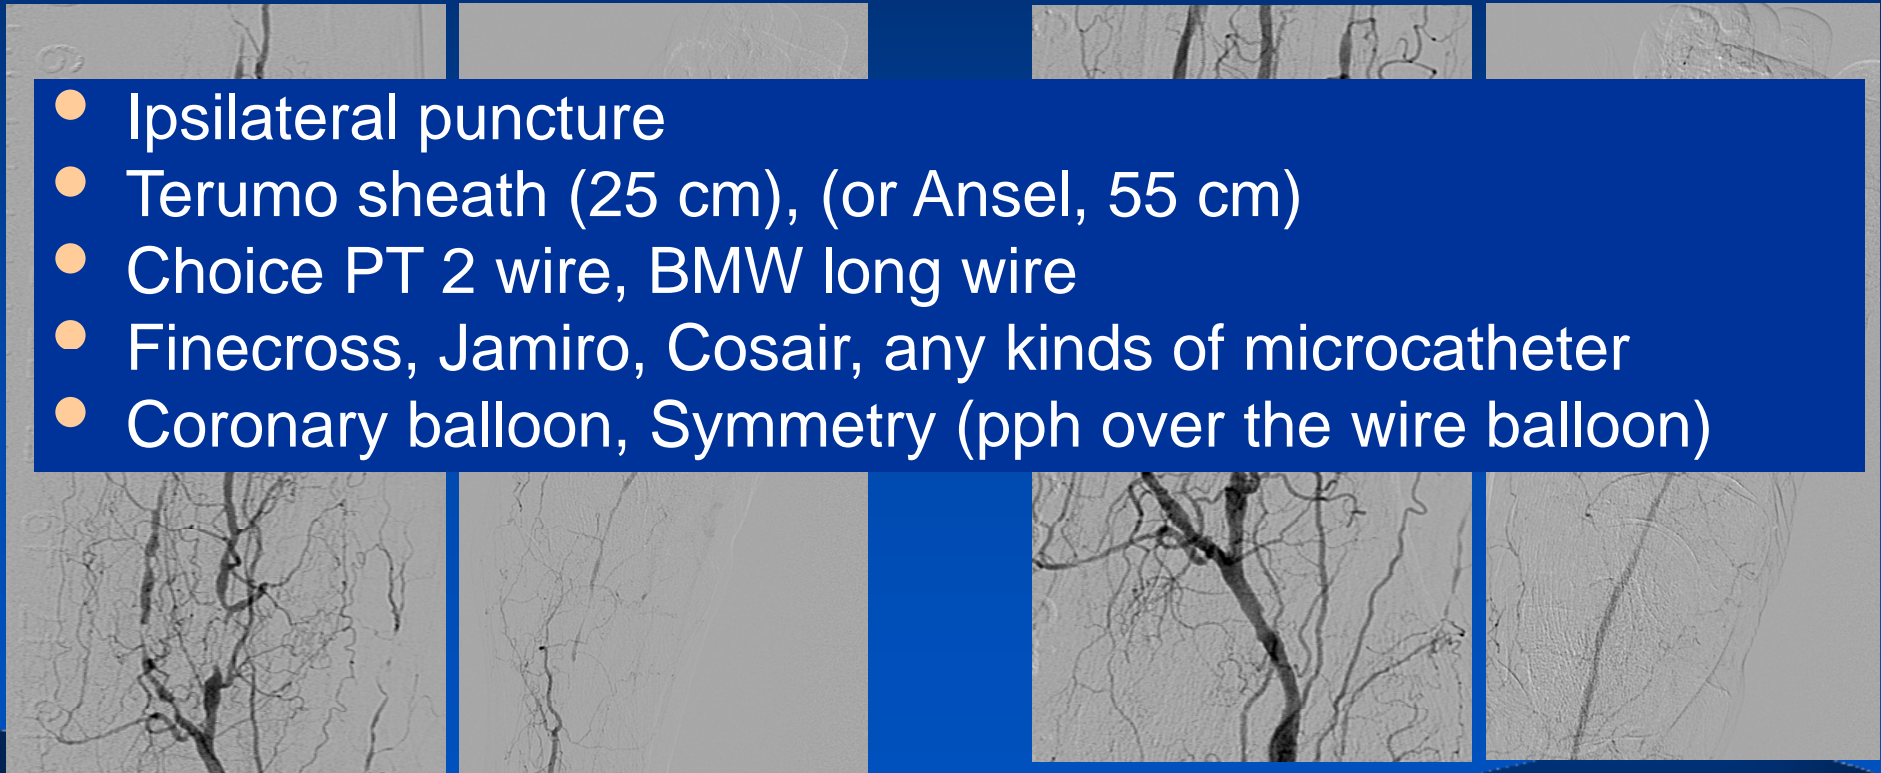 Ipsilateral puncture
Terumo sheath (25 cm), (or Ansel, 55 cm)
Choice PT 2 wire, BMW long wire
Finecross, Jamiro, Cosair, any kinds of microcatheter
Coronary balloon, Symmetry (pph over the wire balloon)